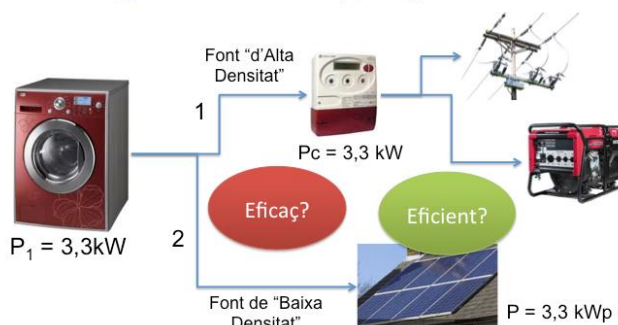 Font “d’Alta
Densitat”
1
Pc = 3,3 kW
Eficaç?
Eficient?
P₁ = 3,3kW
2
Font de “Baixa
Densitat”
P = 3,3 kWp